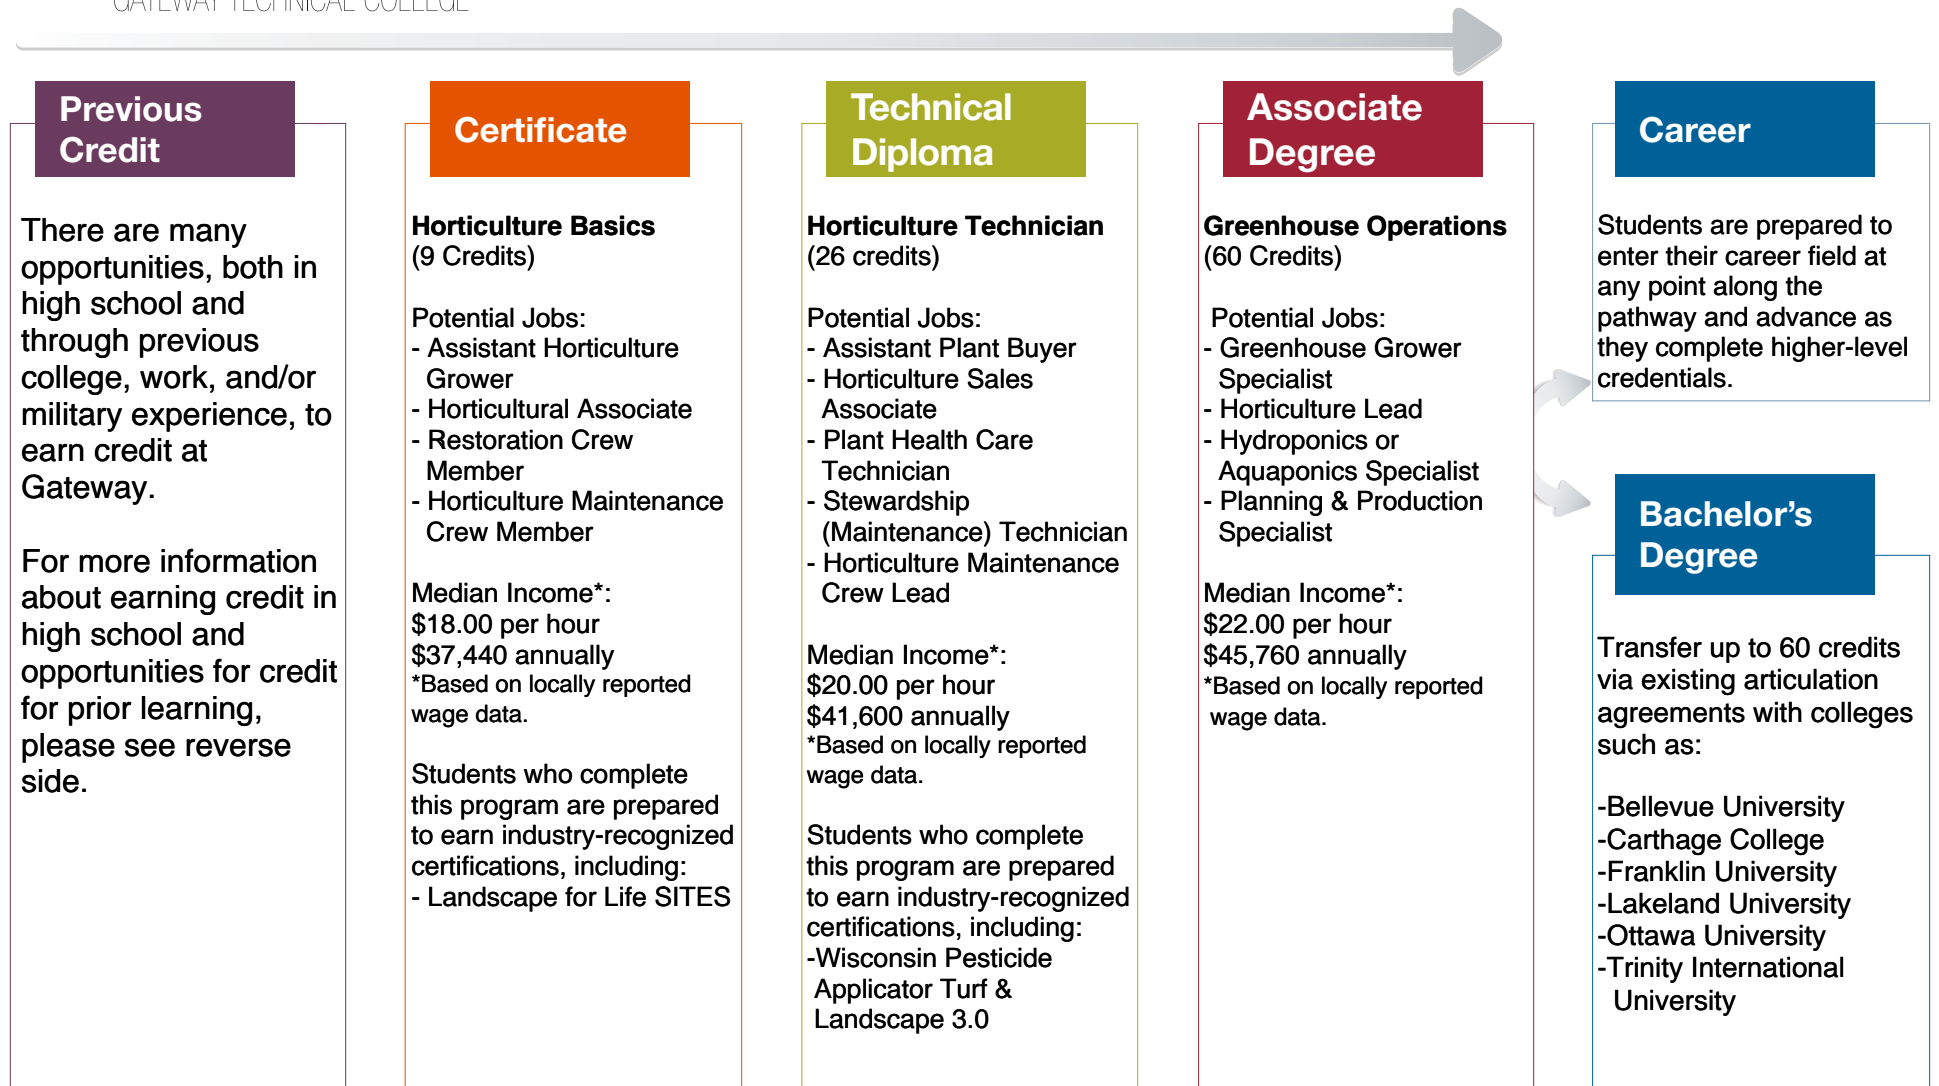 GATEWAY TECHNICAL COLLEGE
Previous
Credit
There are many
opportunities, both in
high school and
through previous
college, work, and/or
military experience, to
earn credit at
Gateway.
For more information
about earning credit in
high school and
opportunities for credit
for prior learning,
please see reverse
side.
Certificate
Horticulture Basics
(9 Credits)
Potential Jobs:
- Assistant Horticulture
Grower
- Horticultural Associate
- Restoration Crew
Member
- Horticulture Maintenance
Crew Member
Median Income*:
$18.00 per hour
$37,440 annually
*Based on locally reported
wage data.
Students who complete
this program are prepared
to earn industry-recognized
certifications, including:
- Landscape for Life SITES
Technical
Diploma
Horticulture Technician
(26 credits)
Potential Jobs:
- Assistant Plant Buyer
- Horticulture Sales
Associate
- Plant Health Care
Technician
- Stewardship
(Maintenance) Technician
- Horticulture Maintenance
Crew Lead
Median Income*:
$20.00 per hour
$41,600 annually
*Based on locally reported
wage data.
Students who complete
this program are prepared
to earn industry-recognized
certifications, including:
-Wisconsin Pesticide
Applicator Turf &
Landscape 3.0
Associate
Degree
Greenhouse Operations
(60 Credits)
Potential Jobs:
- Greenhouse Grower
Specialist
- Horticulture Lead
- Hydroponics or
Aquaponics Specialist
- Planning & Production
Specialist
Median Income*:
$22.00 per hour
$45,760 annually
*Based on locally reported
wage data.
Career
Students are prepared to
enter their career field at
any point along the
pathway and advance as
they complete higher-level
credentials.
Bachelor's
Degree
Transfer up to 60 credits
via existing articulation
agreements with colleges
such as:
-Bellevue University
-Carthage College
-Franklin University
-Lakeland University
-Ottawa University
-Trinity International
University